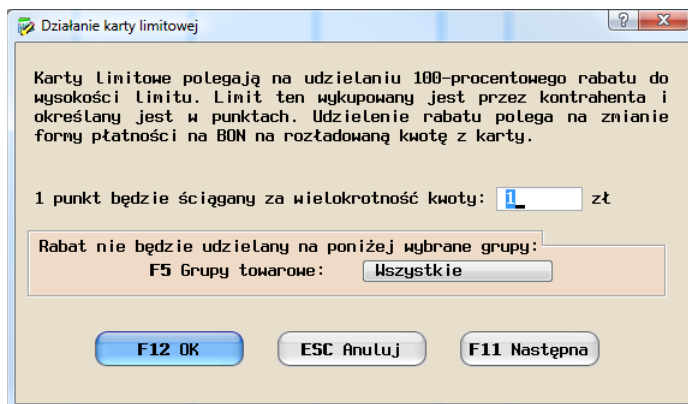 Działanie karty limitowej
Karty limitowe polegają na udzielaniu 100-procentowego rabatu do
wysokości limitu. Limit ten wykupowany jest przez kontrahenta i
określany jest w punktach. Udzielenie rabatu polega na zmianie
formy płatności na BON na rozładowaną kwotę z karty.
1 punkt będzie ściągany za wielokrotność kwoty: 1 zł
Rabat nie będzie udzielany na poniżej wybrane grupy:
F5 Grupy towarowe: Wszystkie
F12 OK ESC Anuluj F11 Następna